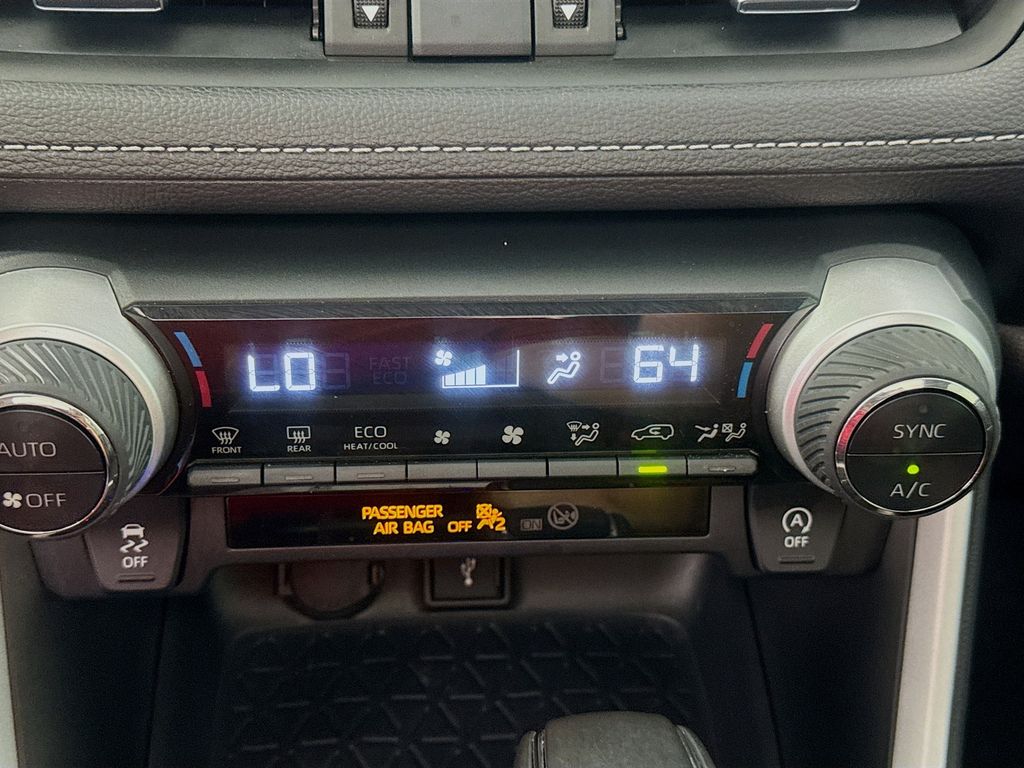 LO FAST 64
ECO
FRONT REAR ECO
HEAT/COOL
AUTO
OFF
SYNC
A/C
PASSENGER
AIR BAG OFF 2 ON
OFF
A
OFF